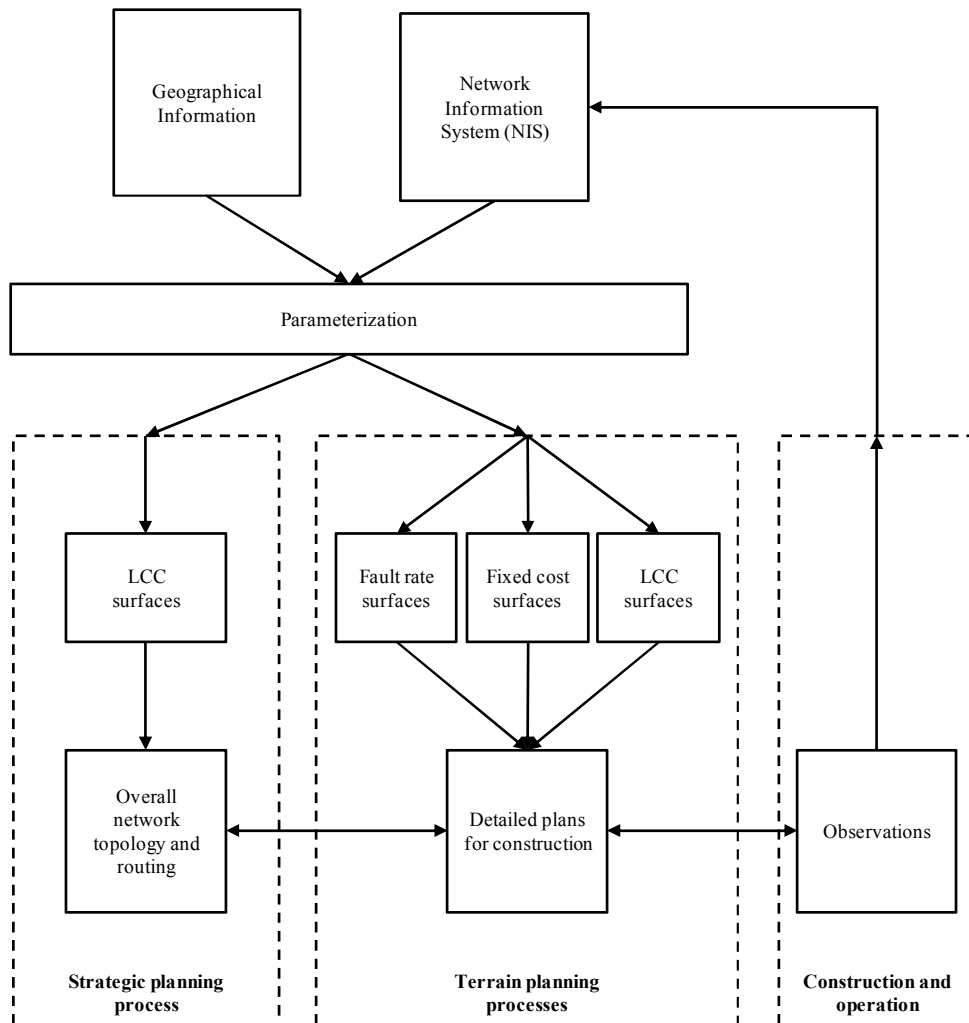 Geographical
Information
Network
Information
System (NIS)
Parameterization
LCC
surfaces
Fault rate
surfaces
Fixed cost
surfaces
LCC
surfaces
Overall
network
topology and
routing
Detailed plans
for construction
Observations
Strategic planning
process
Terrain planning
processes
Construction and
operation